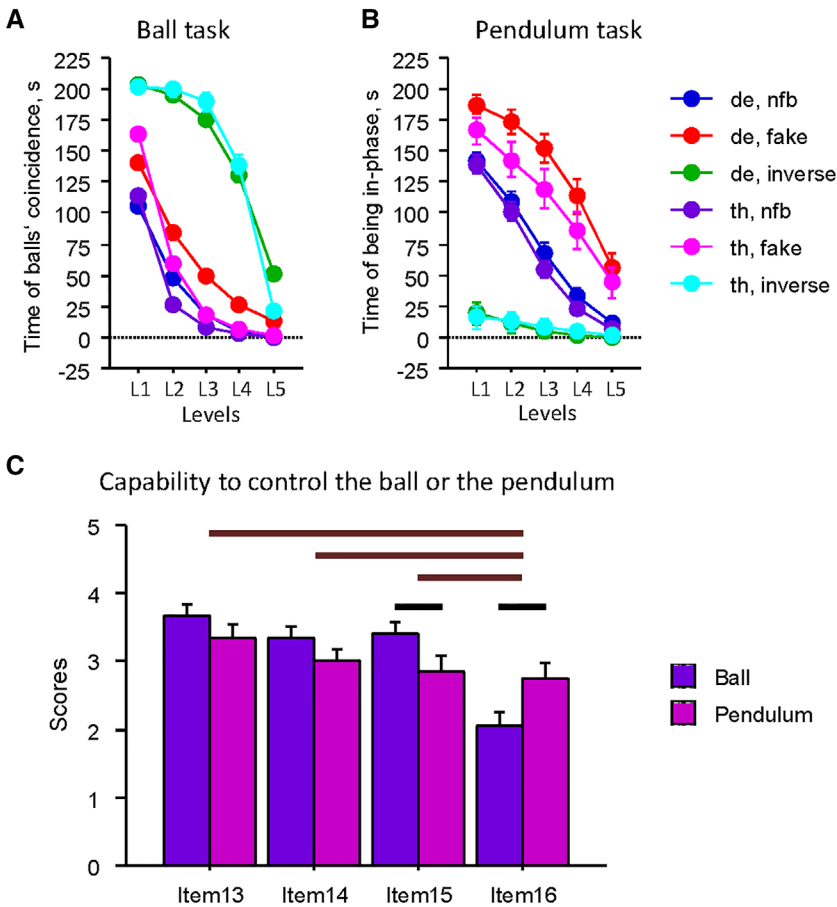 A
B
Ball task
Pendulum task
Time of balls' coincidence, s
225
200
175
150
125
100
75
50
25
0
-25
L1 L2 L3 L4 L5
Levels
Time of being in-phase, s
225
200
175
150
125
100
75
50
25
0
-25
L1 L2 L3 L4 L5
Levels
de, nfb
de, fake
de, inverse
th, nfb
th, fake
th, inverse
C
Capability to control the ball or the pendulum
Scores
5
4
3
2
1
0
Item13 Item14 Item15 Item16
Ball
Pendulum